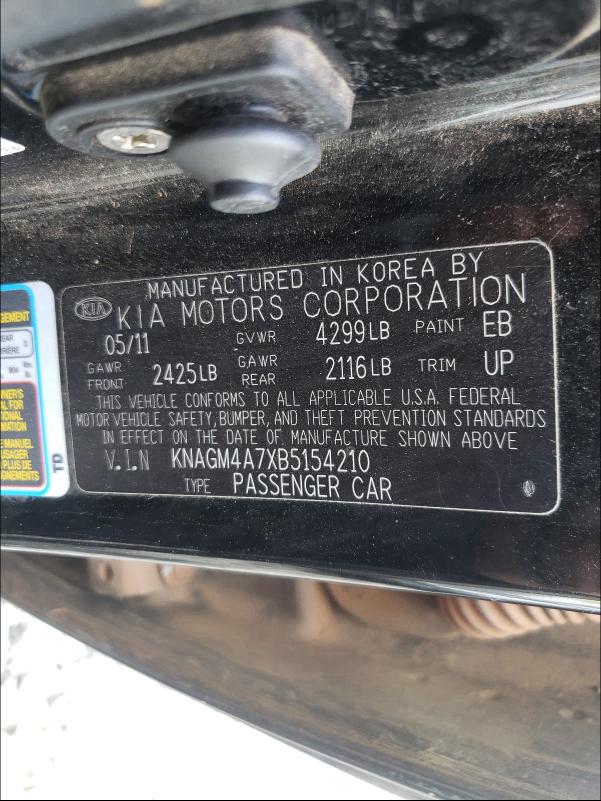 MANUFACTURED IN KOREA BY
KIA KIA MOTORS CORPORATION
05/11 GVWR 4299LB PAINT EB
GAWR FRONT 2425LB GAWR REAR 2116LB TRIM UP
THIS VEHICLE CONFORMS TO ALL APPLICABLE U.S.A. FEDERAL
MOTOR VEHICLE SAFETY, BUMPER, AND THEFT PREVENTION STANDARDS
IN EFFECT ON THE DATE OF MANUFACTURE SHOWN ABOVE
V.I.N KNAGM4A7XB5154210
TYPE PASSENGER CAR
TD